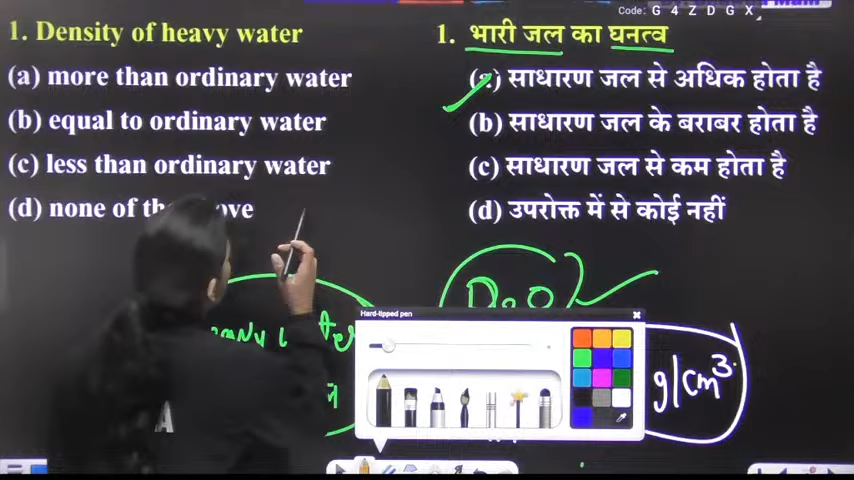 Code: G 4 Z D G X
1. Density of heavy water
(a) more than ordinary water
(b) equal to ordinary water
(c) less than ordinary water
(d) none of the above
1. भारी जल का घनत्व
(a) साधारण जल से अधिक होता है
(b) साधारण जल के बराबर होता है
(c) साधारण जल से कम होता है
(d) उपरोक्त में से कोई नहीं
D₂O
Hard-tipped pen
g/cm³